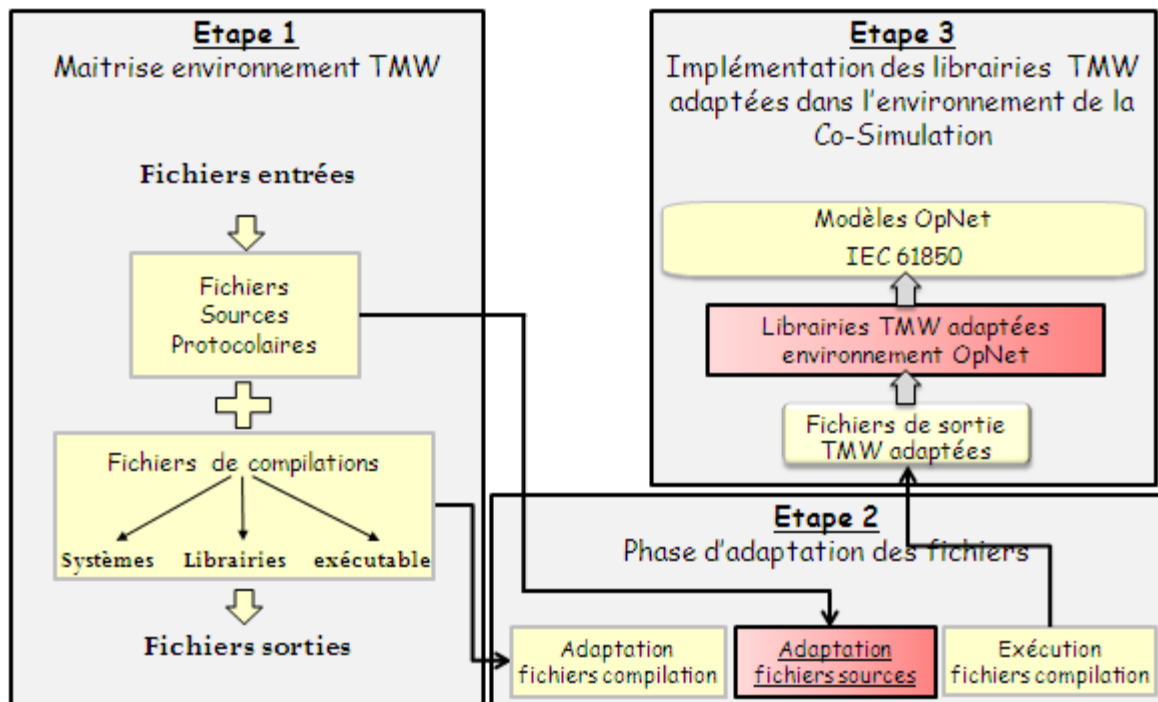 Etape 1
Maitrise environnement TMW
Fichiers entrées
Fichiers
Sources
Protocolaires
Fichiers de compilations
Systèmes Librairies exécutable
Fichiers sorties
Etape 3
Implémentation des librairies TMW
adaptées dans l'environnement de la
Co-Simulation
Modèles OpNet
IEC 61850
Librairies TMW adaptées
environnement OpNet
Fichiers de sortie
TMW adaptées
Etape 2
Phase d'adaptation des fichiers
Adaptation
fichiers compilation
Adaptation
fichiers sources
Exécution
fichiers compilation